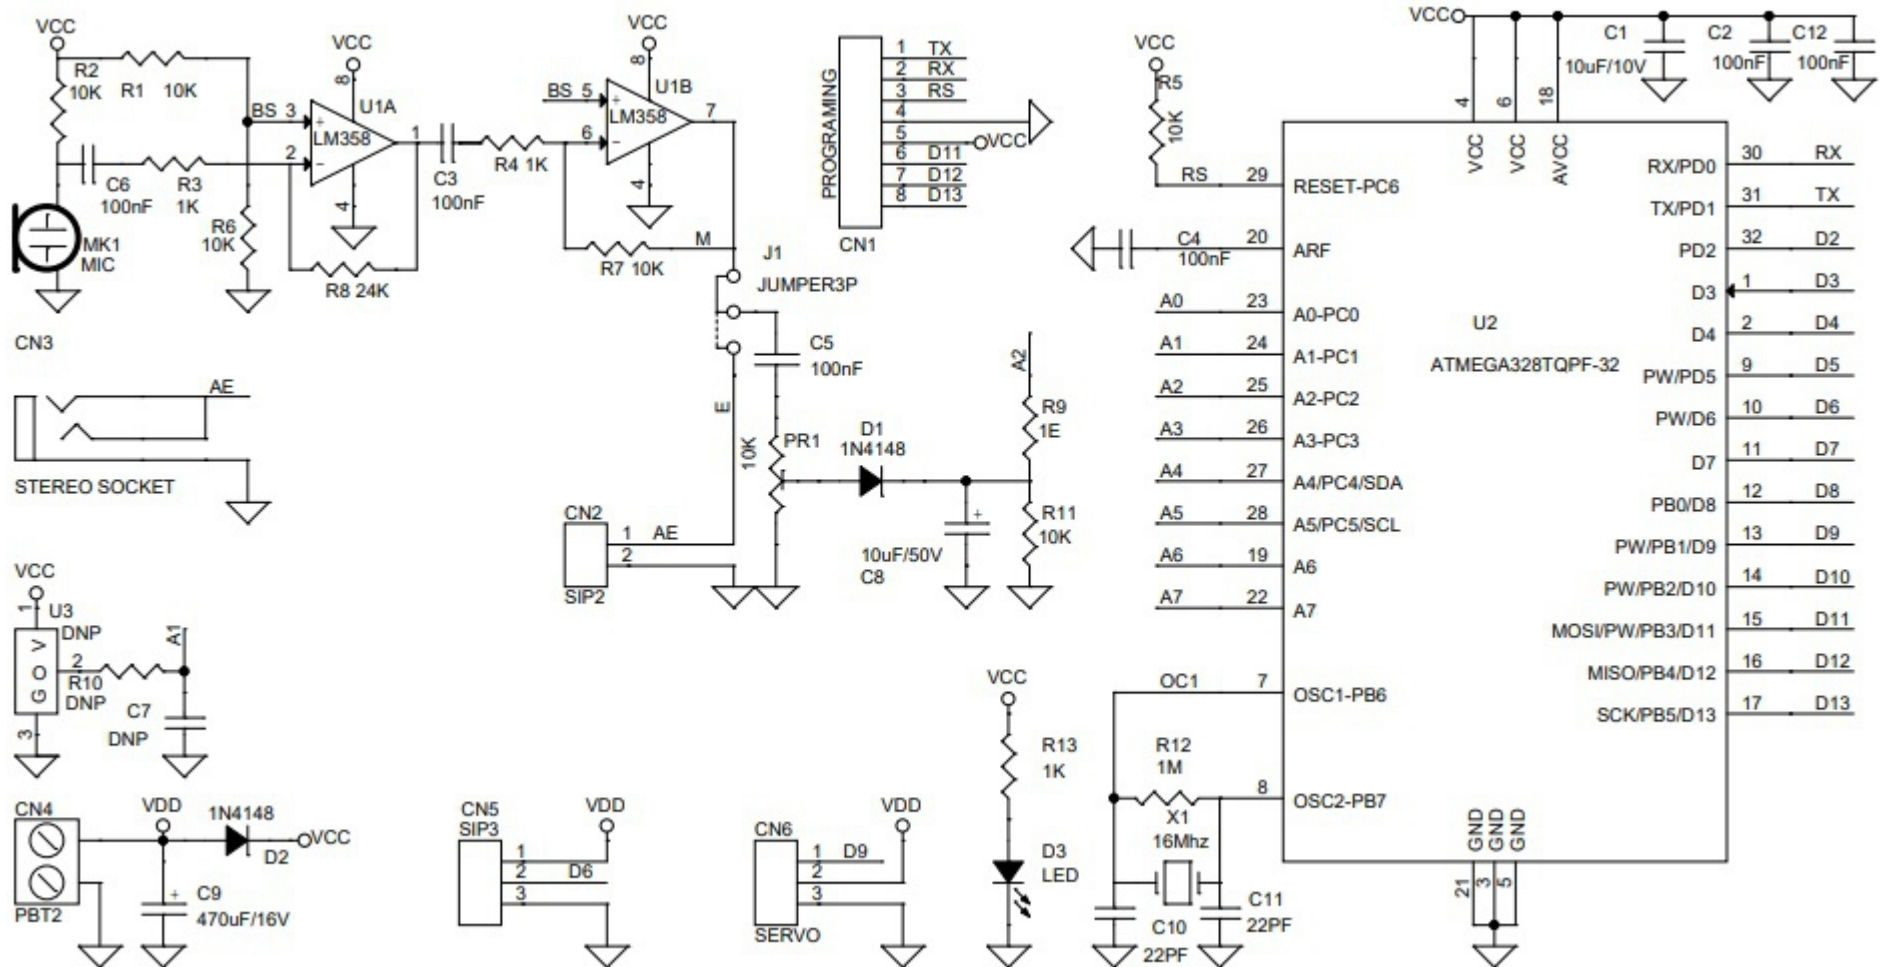 VCC
R2
10K
R1 10K
BS 3
+
8
VCC
U1A
LM358
2
-
1
4
C6
100nF
R3
1K
R6
10K
MK1
MIC
R8 24K
C3
100nF
R4 1K
VCC
8
BS 5
+
U1B
LM358
7
6
-
4
R7 10K
M
J1
JUMPER3P
PROGRAMING
1 TX
2 RX
3 RS
4
5 VCC
6 D11
7 D12
8 D13
CN1
CN3
AE
STEREO SOCKET
C5
100nF
E
10K
PR1
D1
1N4148
A2
R9
1E
R11
10K
+
10uF/50V
C8
CN2
1 AE
2
SIP2
VCC
1
U3
DNP
V
O
G
2
R10
DNP
A1
C7
DNP
3
CN4
PBT2
VDD
1N4148
D2
VCC
+
C9
470uF/16V
CN5
SIP3
1
2 D6
3
VDD
CN6
1 D9
2
3
SERVO
VDD
VCC
R13
1K
D3
LED
VCC
C1
10uF/10V
C2
100nF
C12
100nF
VCC
R5
10K
4
6
18
VCC
VCC
AVCC
RS 29 RESET-PC6
C4
100nF
20 ARF
A0 23 A0-PC0
A1 24 A1-PC1
A2 25 A2-PC2
A3 26 A3-PC3
A4 27 A4/PC4/SDA
A5 28 A5/PC5/SCL
A6 19 A6
A7 22 A7
OC1 7 OSC1-PB6
R12
1M
8 OSC2-PB7
X1
16Mhz
C10
22PF
C11
22PF
U2
ATMEGA328TQPF-32
RX/PD0 30 RX
TX/PD1 31 TX
PD2 32 D2
D3 1 D3
D4 2 D4
PW/PD5 9 D5
PW/D6 10 D6
D7 11 D7
PB0/D8 12 D8
PW/PB1/D9 13 D9
PW/PB2/D10 14 D10
MOSI/PW/PB3/D11 15 D11
MISO/PB4/D12 16 D12
SCK/PB5/D13 17 D13
GND
GND
GND
21
3
5